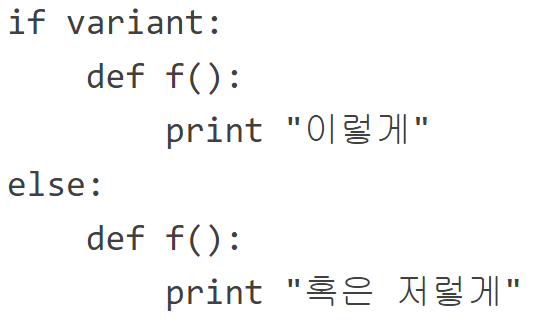 if variant:
    def f():
        print "이렇게"
else:
    def f():
        print "혹은 저렇게"